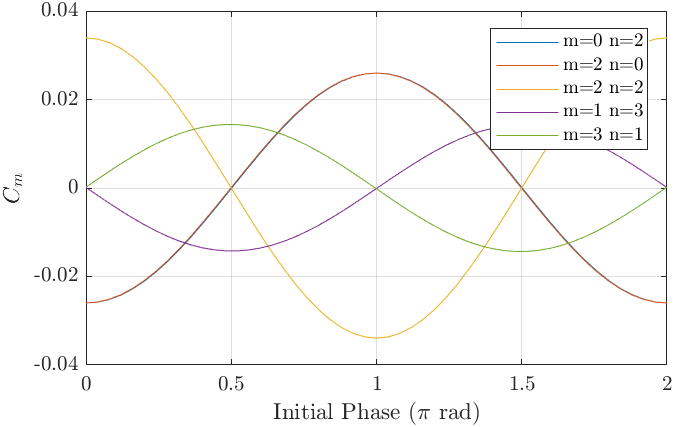 0.04
0.02
0
-0.02
-0.04
C_m
m=0 n=2
m=2 n=0
m=2 n=2
m=1 n=3
m=3 n=1
0 0.5 1 1.5 2
Initial Phase (π rad)